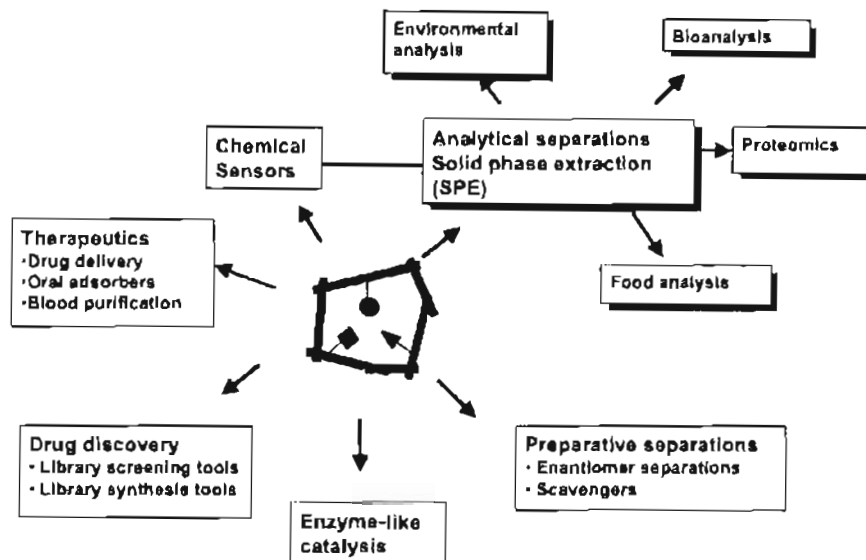 Environmental
analysis
Bioanalysis
Analytical separations
Solid phase extraction
(SPE)
Proteomics
Chemical
Sensors
Therapeutics
·Drug delivery
·Oral adsorbers
·Blood purification
Food analysis
Drug discovery
· Library screening tools
· Library synthesis tools
Preparative separations
· Enantiomer separations
· Scavengers
Enzyme-like
catalysis